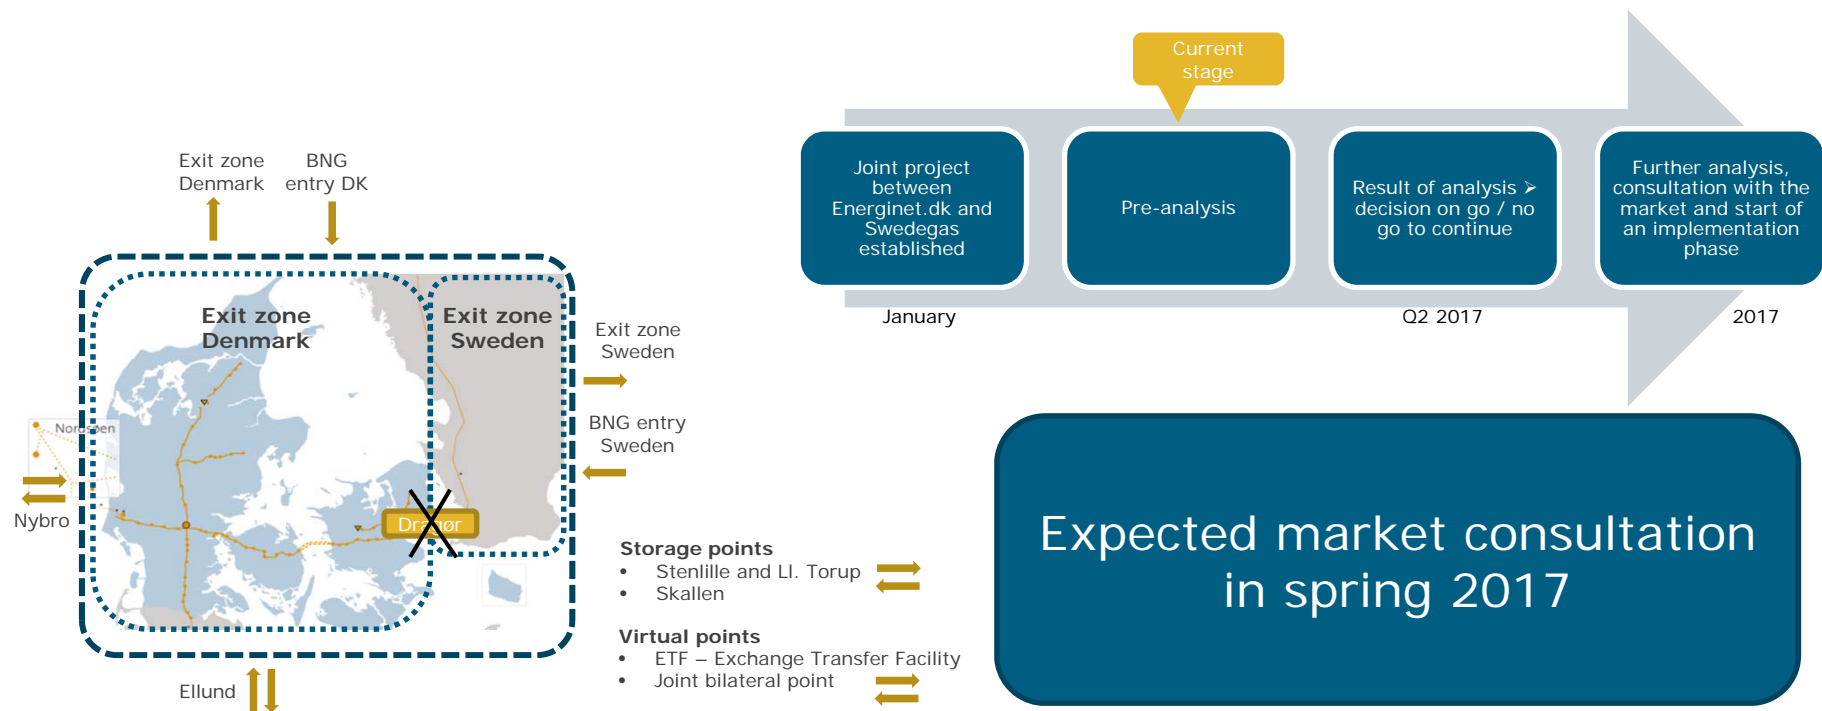 Current
stage
Joint project
between
Energinet.dk and
Swedegas
established
Pre-analysis
Result of analysis ➢
decision on go / no
go to continue
Further analysis,
consultation with the
market and start of
an implementation
phase
January
Q2 2017
2017
Exit zone
Denmark
BNG
entry DK
Exit zone
Denmark
Exit zone
Sweden
Exit zone
Sweden
BNG entry
Sweden
Nordsøen
Nybro
Dragør
Ellund
Storage points
• Stenlille and LI. Torup
• Skallen
Virtual points
• ETF – Exchange Transfer Facility
• Joint bilateral point
Expected market consultation
in spring 2017